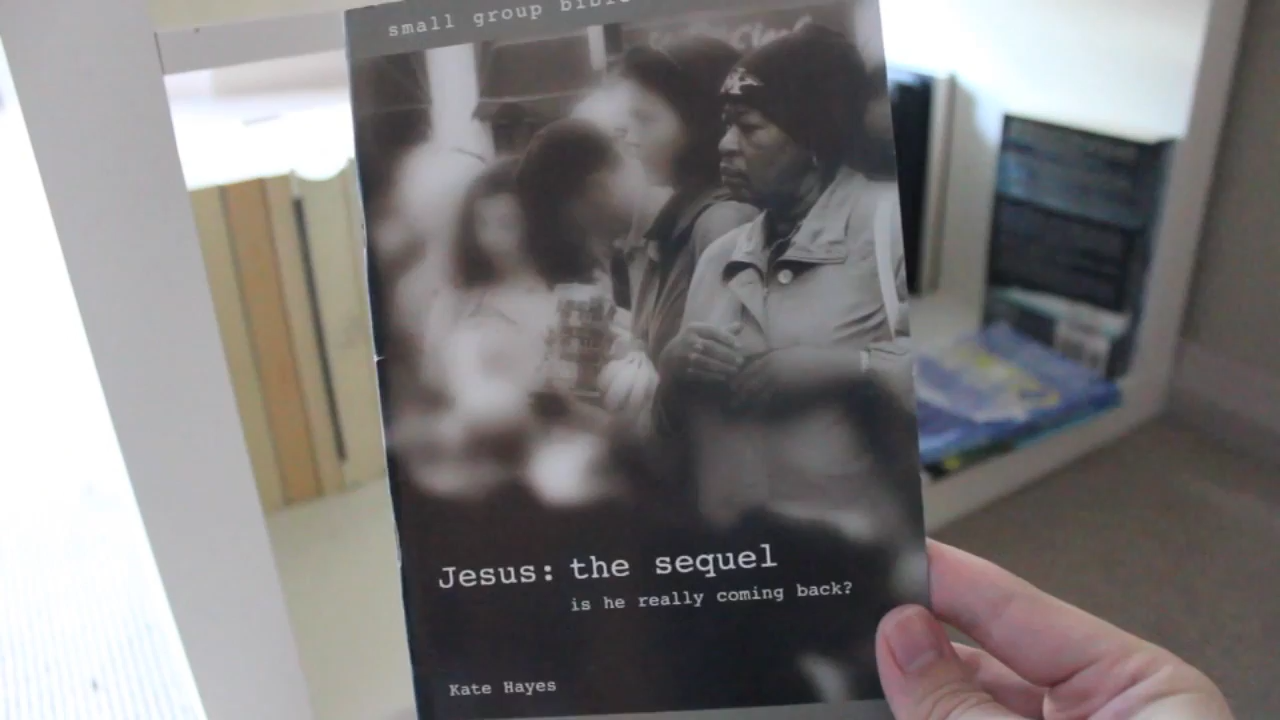 small group bible
Jesus: the sequel
is he really coming back?
Kate Hayes